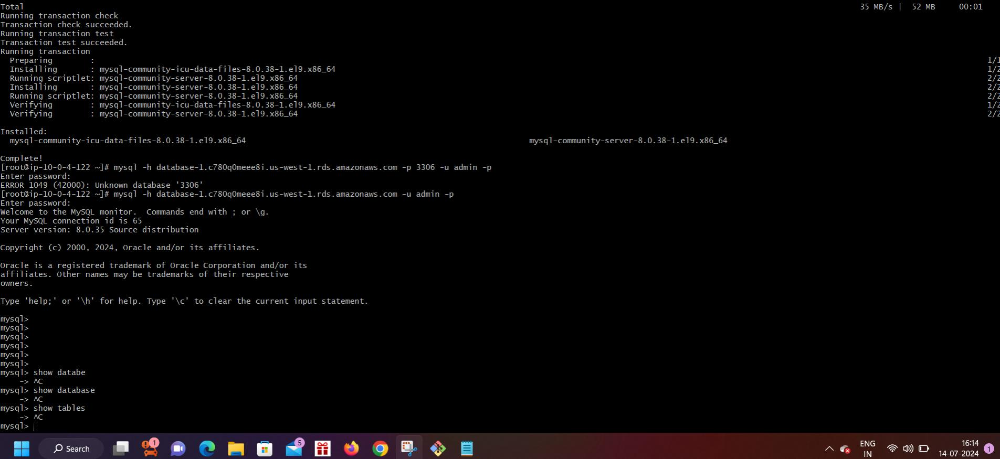 Total 35 MB/s | 52 MB 00:01
Running transaction check
Transaction check succeeded.
Running transaction test
Transaction test succeeded.
Running transaction
Preparing : 1/1
Installing : mysql-community-icu-data-files-8.0.38-1.el9.x86_64 1/2
Running scriptlet: mysql-community-server-8.0.38-1.el9.x86_64 2/2
Installing : mysql-community-server-8.0.38-1.el9.x86_64 2/2
Running scriptlet: mysql-community-server-8.0.38-1.el9.x86_64 2/2
Verifying : mysql-community-icu-data-files-8.0.38-1.el9.x86_64 1/2
Verifying : mysql-community-server-8.0.38-1.el9.x86_64 2/2
Installed:
mysql-community-icu-data-files-8.0.38-1.el9.x86_64 mysql-community-server-8.0.38-1.el9.x86_64
Complete!
[root@ip-10-0-4-122 ~]# mysql -h database-1.c780q0meee8i.us-west-1.rds.amazonaws.com -p 3306 -u admin -p
Enter password:
ERROR 1049 (42000): Unknown database '3306'
[root@ip-10-0-4-122 ~]# mysql -h database-1.c780q0meee8i.us-west-1.rds.amazonaws.com -u admin -p
Enter password:
Welcome to the MySQL monitor.  Commands end with ; or \g.
Your MySQL connection id is 65
Server version: 8.0.35 Source distribution
Copyright (c) 2000, 2024, Oracle and/or its affiliates.
Oracle is a registered trademark of Oracle Corporation and/or its
affiliates. Other names may be trademarks of their respective
owners.
Type 'help;' or '\h' for help. Type '\c' to clear the current input statement.
mysql>
mysql>
mysql>
mysql>
mysql>
mysql>
mysql> show databe
-> ^C
mysql> show database
-> ^C
mysql> show tables
-> ^C
mysql>
Search 1 5 ENG IN 16:14 14-07-2024 1